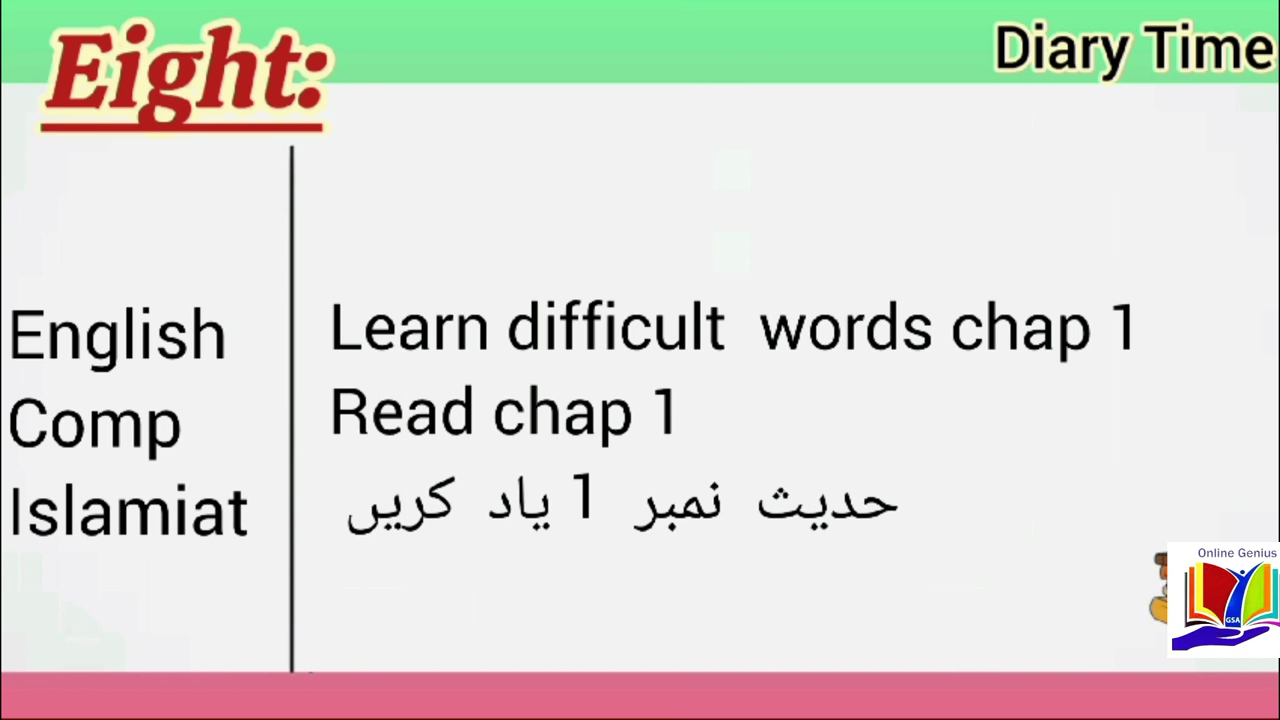 Eight:
Diary Time
English
Learn difficult words chap 1
Comp
Read chap 1
Islamiat
حدیث نمبر 1 یاد کریں
Online Genius
GSA